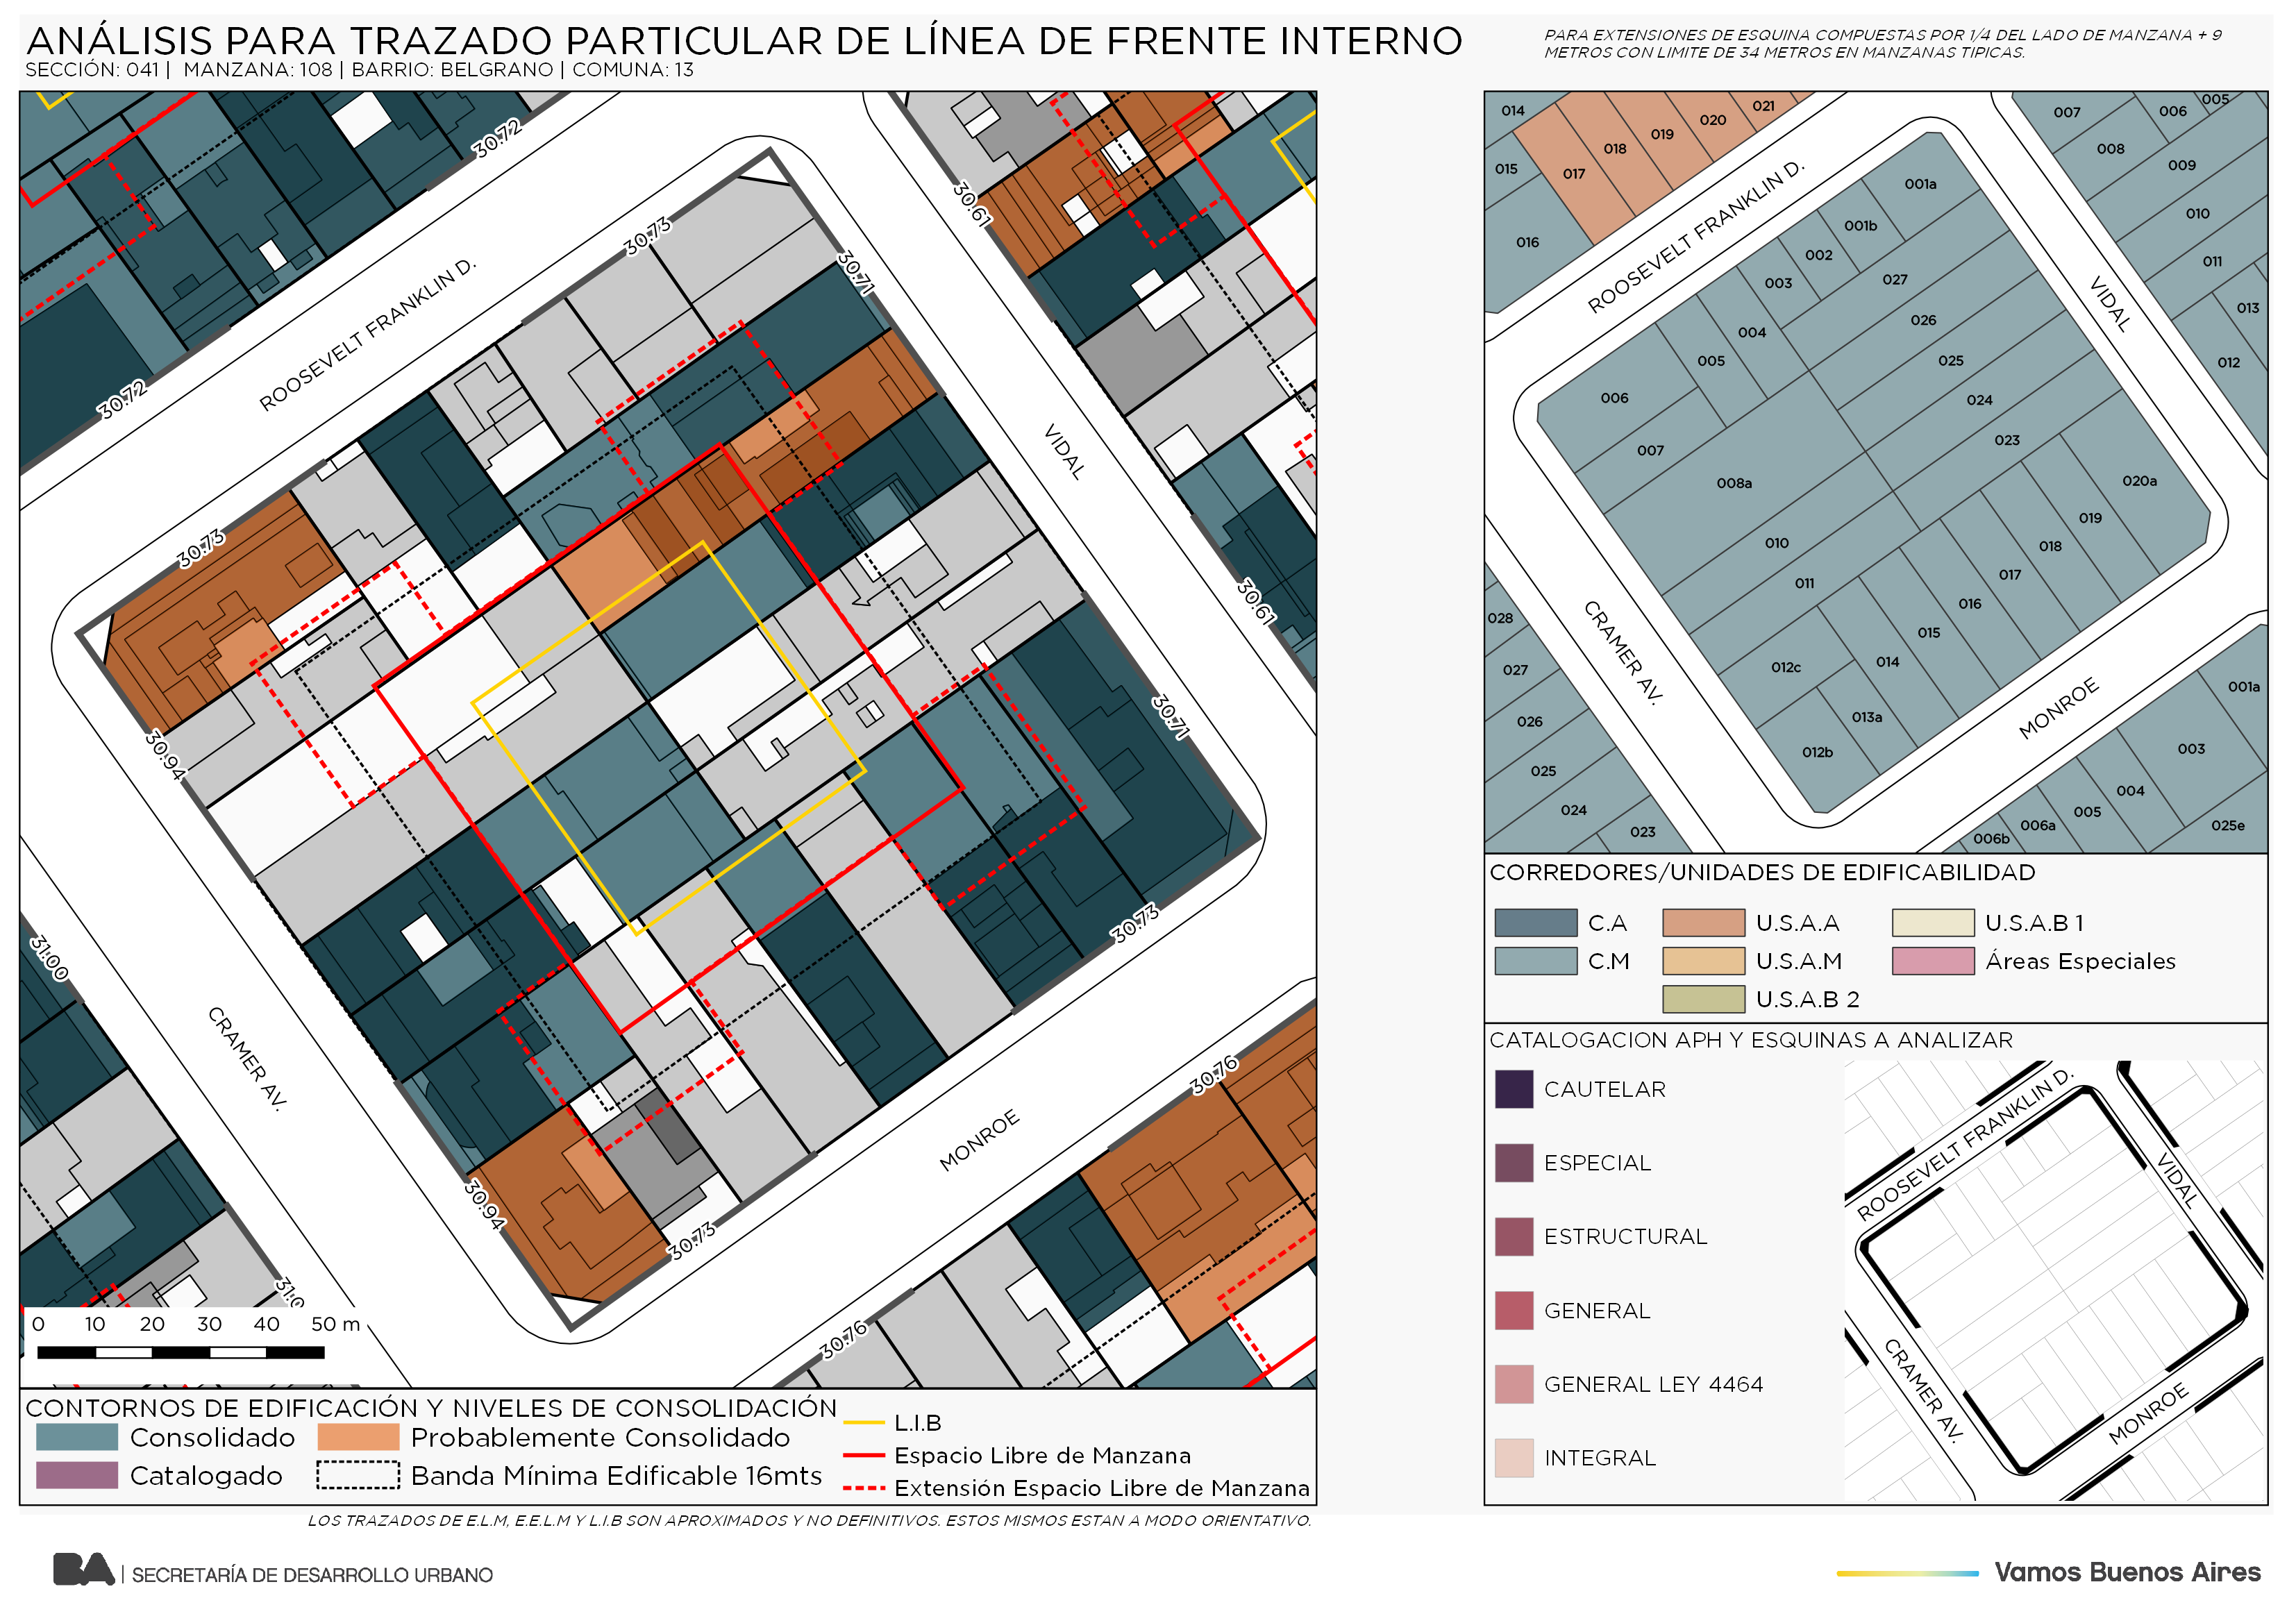 ANÁLISIS PARA TRAZADO PARTICULAR DE LÍNEA DE FRENTE INTERNO
SECCIÓN: 041 | MANZANA: 108 | BARRIO: BELGRANO | COMUNA: 13
PARA EXTENSIONES DE ESQUINA COMPUESTAS POR 1/4 DEL LADO DE MANZANA + 9
METROS CON LIMITE DE 34 METROS EN MANZANAS TIPICAS.
30.72
30.72
30.73
30.73
30.71
30.61
30.61
30.71
30.73
30.73
30.94
30.94
31.00
31.0
30.76
30.76
ROOSEVELT FRANKLIN D.
VIDAL
CRAMER AV.
MONROE
0 10 20 30 40 50 m
CONTORNOS DE EDIFICACIÓN Y NIVELES DE CONSOLIDACIÓN
Consolidado
Probablemente Consolidado
Catalogado
Banda Mínima Edificable 16mts
L.I.B
Espacio Libre de Manzana
Extensión Espacio Libre de Manzana
LOS TRAZADOS DE E.L.M, E.E.L.M Y L.I.B SON APROXIMADOS Y NO DEFINITIVOS. ESTOS MISMOS ESTAN A MODO ORIENTATIVO.
014
015
016
017
018
019
020
021
007
006
005
008
009
010
011
013
012
ROOSEVELT FRANKLIN D.
VIDAL
CRAMER AV.
MONROE
001a
001b
002
003
004
005
006
007
008a
027
026
025
024
023
010
011
012c
012b
013a
014
015
016
017
018
019
020a
028
027
026
025
024
023
001a
003
004
005
006a
006b
025e
CORREDORES/UNIDADES DE EDIFICABILIDAD
C.A
U.S.A.A
U.S.A.B 1
C.M
U.S.A.M
Áreas Especiales
U.S.A.B 2
CATALOGACION APH Y ESQUINAS A ANALIZAR
CAUTELAR
ESPECIAL
ESTRUCTURAL
GENERAL
GENERAL LEY 4464
INTEGRAL
ROOSEVELT FRANKLIN D.
VIDAL
CRAMER AV.
MONROE
BA | SECRETARÍA DE DESARROLLO URBANO
Vamos Buenos Aires